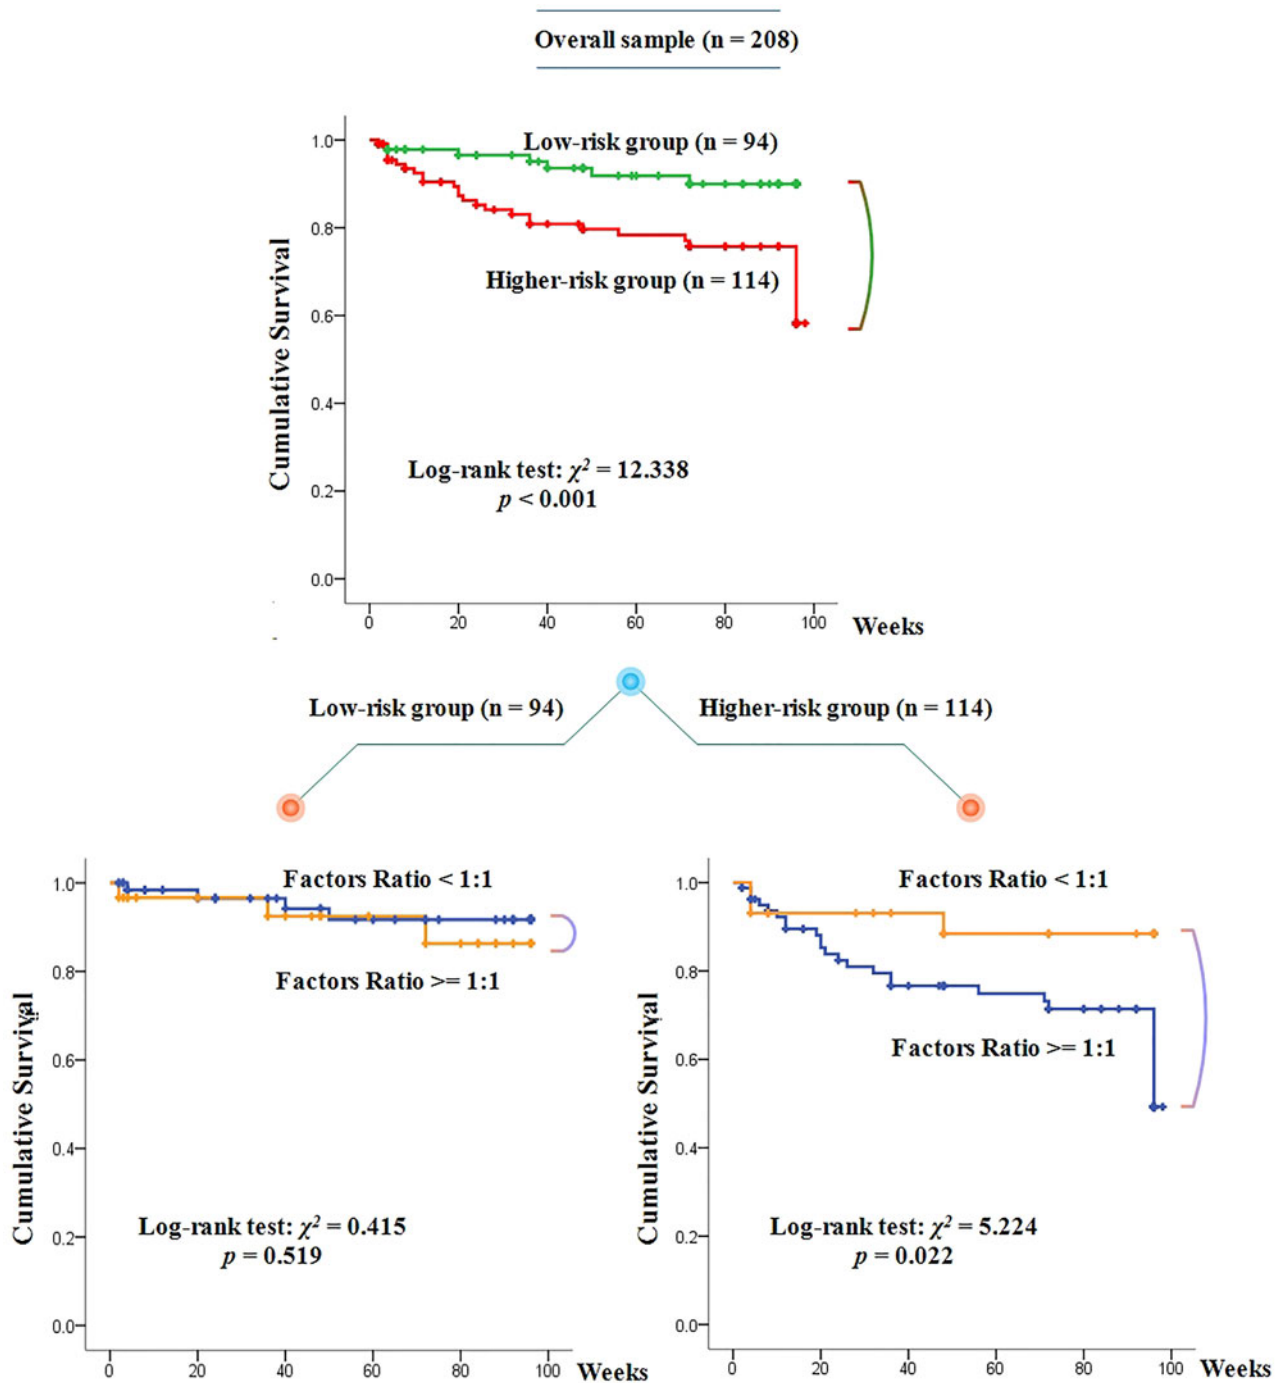 Overall sample (n = 208)
Cumulative Survival
1.0
0.8
0.6
0.4
0.2
0.0
Low-risk group (n = 94)
Higher-risk group (n = 114)
Log-rank test: χ² = 12.338
p < 0.001
0 20 40 60 80 100 Weeks
Low-risk group (n = 94)
Higher-risk group (n = 114)
Cumulative Survival
1.0
0.8
0.6
0.4
0.2
0.0
Factors Ratio < 1:1
Factors Ratio >= 1:1
Log-rank test: χ² = 0.415
p = 0.519
0 20 40 60 80 100 Weeks
Cumulative Survival
1.0
0.8
0.6
0.4
0.2
0.0
Factors Ratio < 1:1
Factors Ratio >= 1:1
Log-rank test: χ² = 5.224
p = 0.022
0 20 40 60 80 100 Weeks